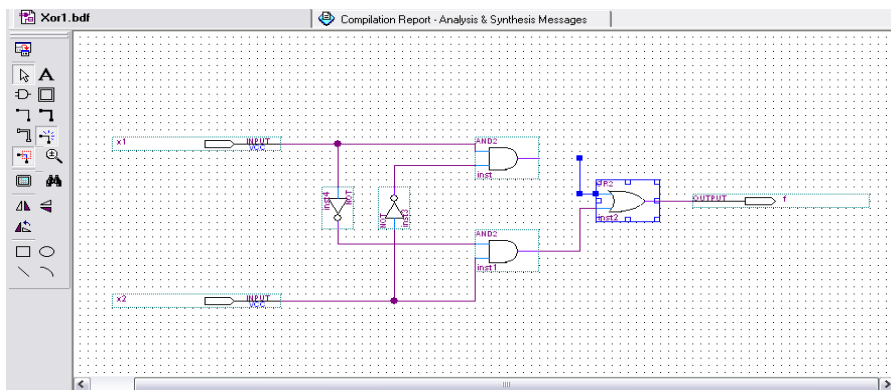 Xor1.bdf
Compilation Report - Analysis & Synthesis Messages
A
x1
INPUT
VCC
AND2
inst
inst4
NOT
NOT
inst3
OR2
inst2
OUTPUT
f
AND2
inst1
x2
INPUT
VCC